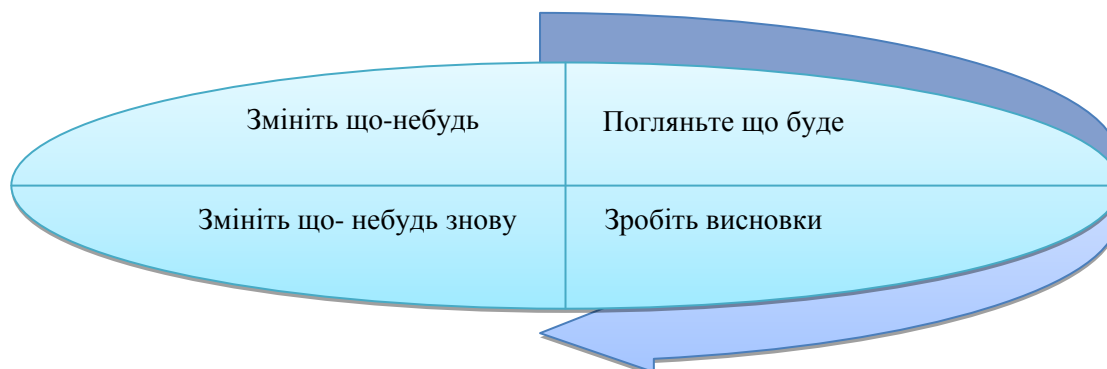 Змініть що-небудь
Погляньте що буде
Змініть що- небудь знову
Зробіть висновки